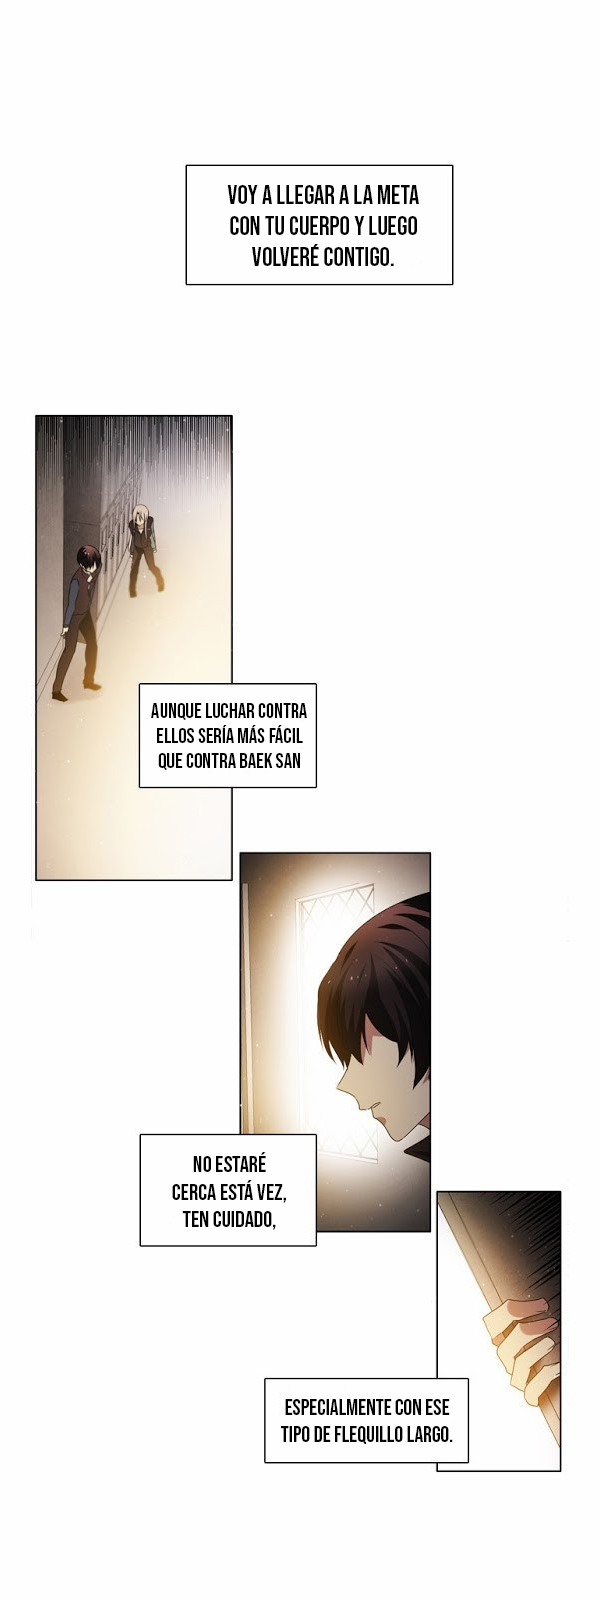 VOY A LLEGAR A LA META
CON TU CUERPO Y LUEGO
VOLVERÉ CONTIGO.
AUNQUE LUCHAR CONTRA
ELLOS SERÍA MÁS FÁCIL
QUE CONTRA BAEK SAN
NO ESTARÉ
CERCA ESTÁ VEZ,
TEN CUIDADO,
ESPECIALMENTE CON ESE
TIPO DE FLEQUILLO LARGO.